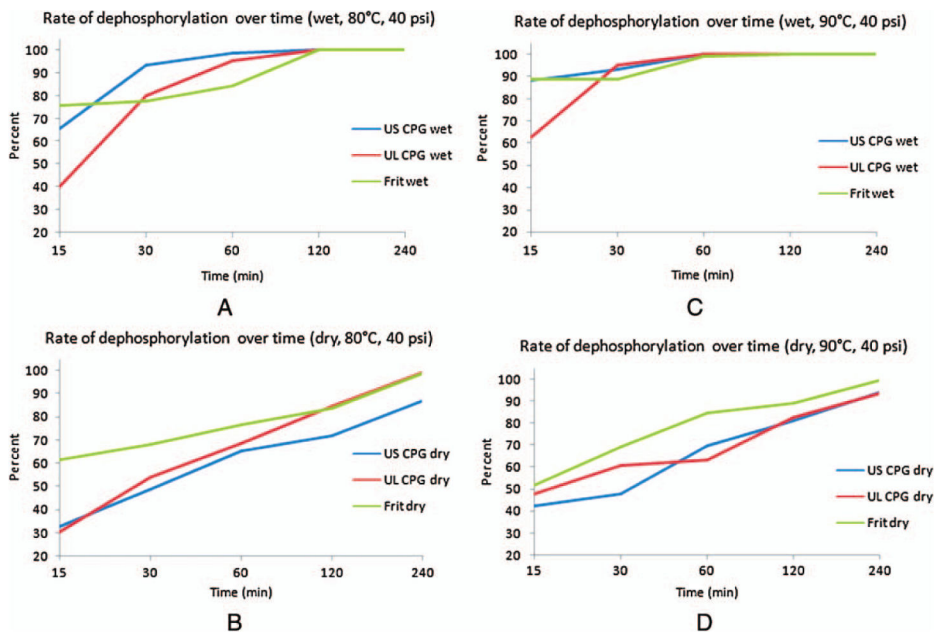 Rate of dephosphorylation over time (wet, 80°C, 40 psi)
100
90
80
70
60
50
40
30
20
Percent
US CPG wet
UL CPG wet
Frit wet
15 30 60 120 240
Time (min)
A
Rate of dephosphorylation over time (wet, 90°C, 40 psi)
100
90
80
70
60
50
40
30
20
Percent
US CPG wet
UL CPG wet
Frit wet
15 30 60 120 240
Time (min)
C
Rate of dephosphorylation over time (dry, 80°C, 40 psi)
100
90
80
70
60
50
40
30
20
Percent
US CPG dry
UL CPG dry
Frit dry
15 30 60 120 240
Time (min)
B
Rate of dephosphorylation over time (dry, 90°C, 40 psi)
100
90
80
70
60
50
40
30
20
Percent
US CPG dry
UL CPG dry
Frit dry
15 30 60 120 240
Time (min)
D